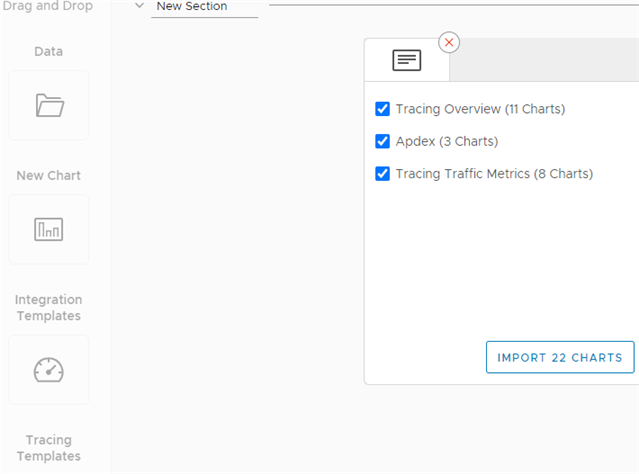 Drag and Drop
New Section
Data
New Chart
Integration
Templates
Tracing
Templates
Tracing Overview (11 Charts)
Apdex (3 Charts)
Tracing Traffic Metrics (8 Charts)
IMPORT 22 CHARTS